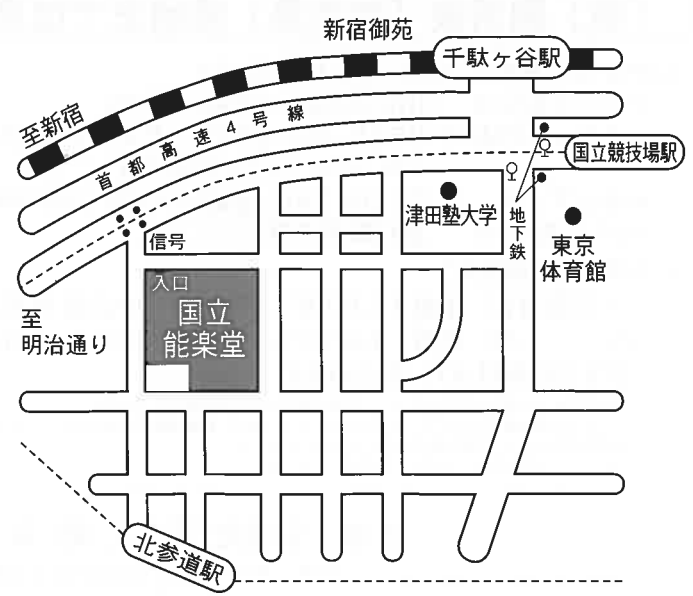 新宿御苑
千駄ヶ谷駅
至新宿
首都高速4号線
国立競技場駅
津田塾大学
地下鉄
東京
体育館
信号
入口
国立
能楽堂
至
明治通り
北参道駅